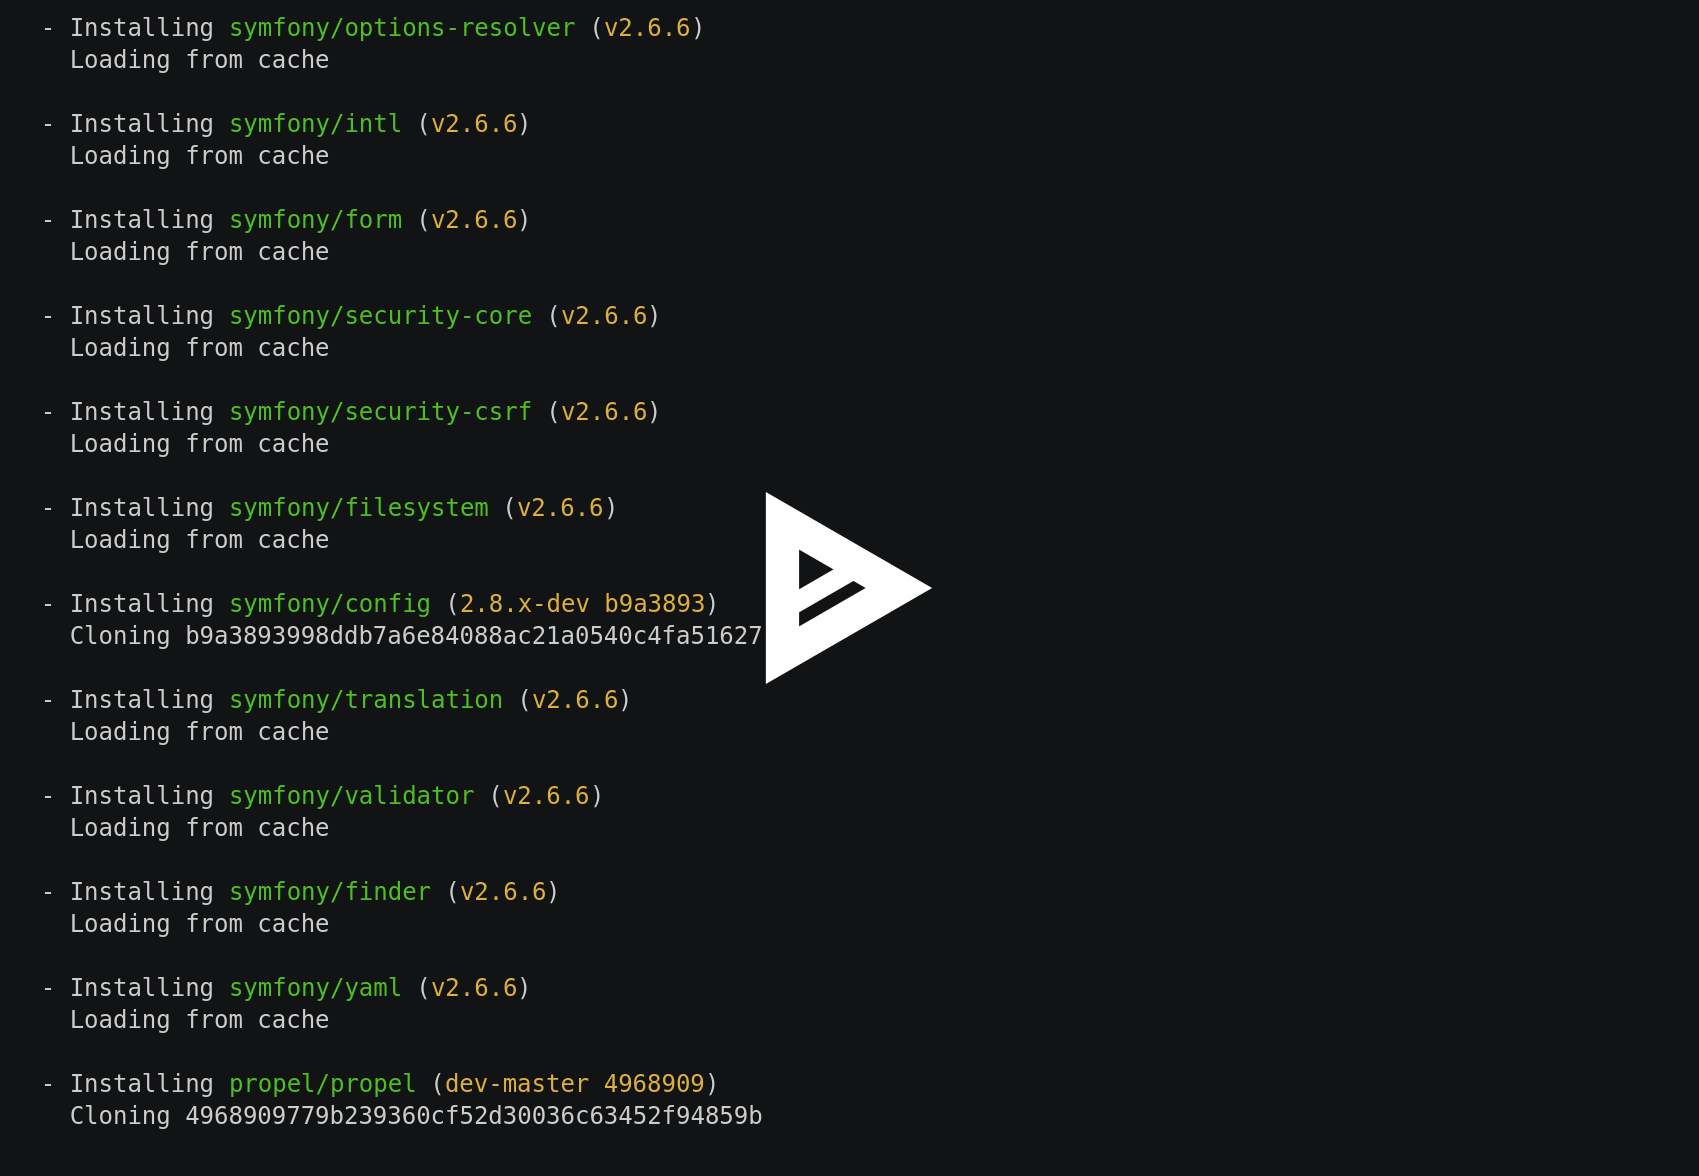 - Installing symfony/options-resolver (v2.6.6)
Loading from cache
- Installing symfony/intl (v2.6.6)
Loading from cache
- Installing symfony/form (v2.6.6)
Loading from cache
- Installing symfony/security-core (v2.6.6)
Loading from cache
- Installing symfony/security-csrf (v2.6.6)
Loading from cache
- Installing symfony/filesystem (v2.6.6)
Loading from cache
- Installing symfony/config (2.8.x-dev b9a3893)
Cloning b9a3893998ddb7a6e84088ac21a0540c4fa51627
- Installing symfony/translation (v2.6.6)
Loading from cache
- Installing symfony/validator (v2.6.6)
Loading from cache
- Installing symfony/finder (v2.6.6)
Loading from cache
- Installing symfony/yaml (v2.6.6)
Loading from cache
- Installing propel/propel (dev-master 4968909)
Cloning 4968909779b239360cf52d30036c63452f94859b